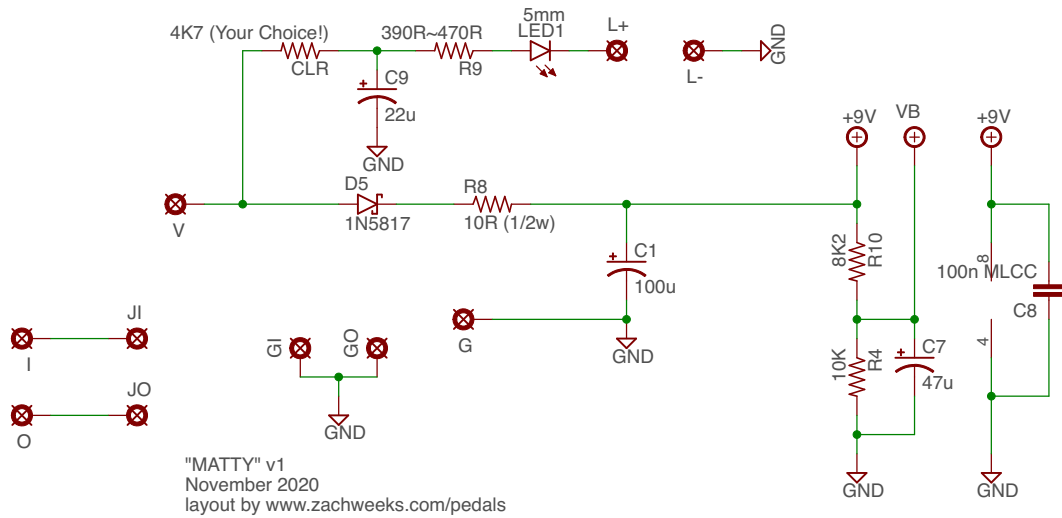 5mm
4K7 (Your Choice!)
390R~470R
LED1
L+
CLR
R9
L-
GND
C9
22u
GND
+9V
VB
+9V
D5
R8
V
1N5817
10R (1/2w)
C1
100u
8K2
R10
8
100n MLCC
C8
JI
I
GI
GO
G
GND
10K
R4
C7
47u
4
JO
O
GND
GND
GND
"MATTY" v1
November 2020
layout by www.zachweeks.com/pedals